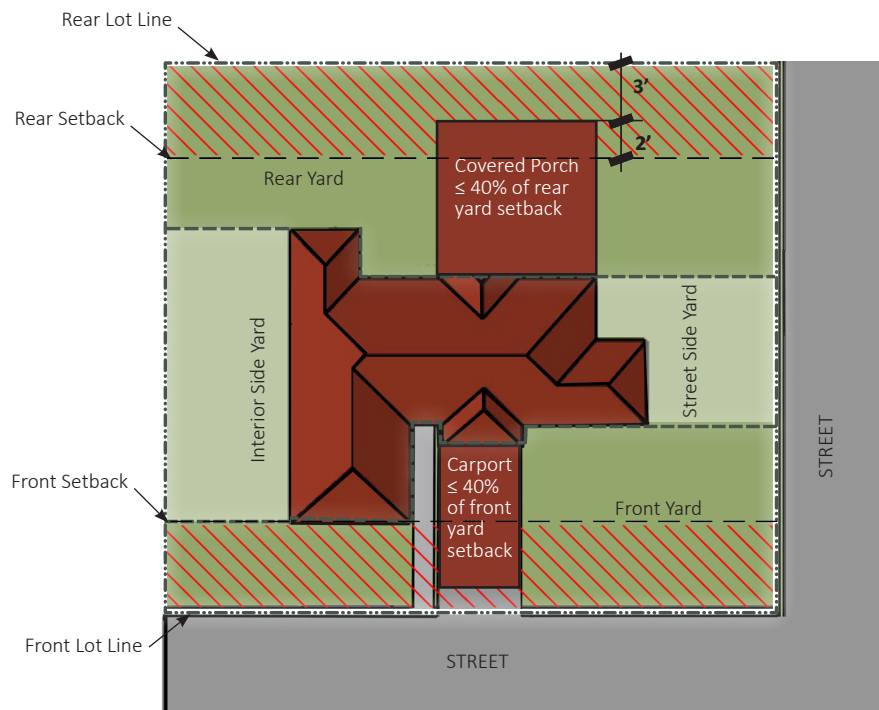 Rear Lot Line
3'
Rear Setback
2'
Covered Porch
≤ 40% of rear
yard setback
Rear Yard
Interior Side Yard
Street Side Yard
STREET
Carport
≤ 40%
of front
yard
setback
Front Setback
Front Yard
Front Lot Line
STREET